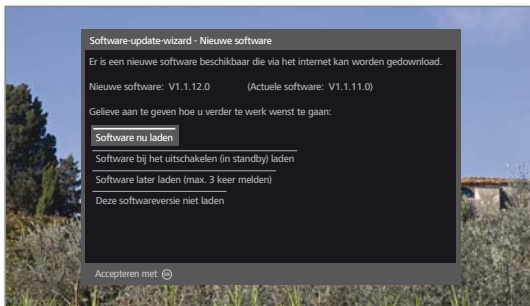 Software-update-wizard - Nieuwe software
Er is een nieuwe software beschikbaar die via het internet kan worden gedownload.
Nieuwe software: V1.1.12.0 (Actuele software: V1.1.11.0)
Gelieve aan te geven hoe u verder te werk wenst te gaan:
Software nu laden
Software bij het uitschakelen (in standby) laden
Software later laden (max. 3 keer melden)
Deze softwareversie niet laden
Accepteren met OK